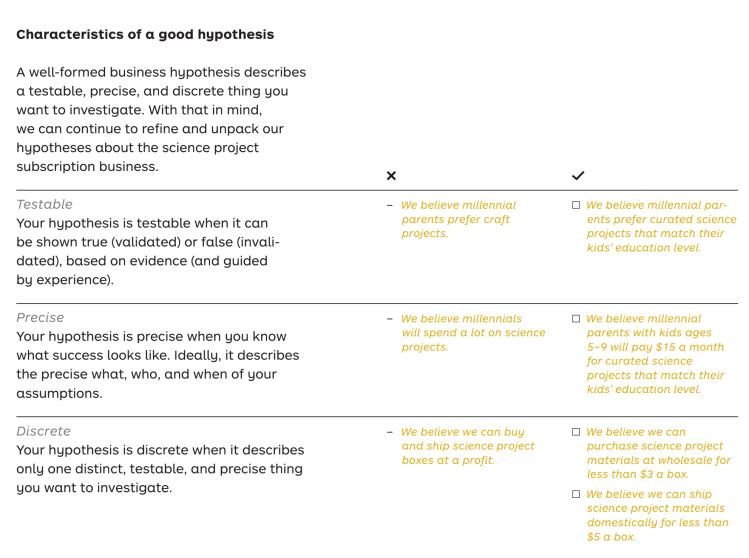 Characteristics of a good hypothesis
A well-formed business hypothesis describes
a testable, precise, and discrete thing you
want to investigate. With that in mind,
we can continue to refine and unpack our
hypotheses about the science project
subscription business.
✕ ✓
Testable
Your hypothesis is testable when it can
be shown true (validated) or false (invali-
dated), based on evidence (and guided
by experience).
– We believe millennial
parents prefer craft
projects.
□ We believe millennial par-
ents prefer curated science
projects that match their
kids' education level.
Precise
Your hypothesis is precise when you know
what success looks like. Ideally, it describes
the precise what, who, and when of your
assumptions.
– We believe millennials
will spend a lot on science
projects.
□ We believe millennial
parents with kids ages
5–9 will pay $15 a month
for curated science
projects that match their
kids' education level.
Discrete
Your hypothesis is discrete when it describes
only one distinct, testable, and precise thing
you want to investigate.
– We believe we can buy
and ship science project
boxes at a profit.
□ We believe we can
purchase science project
materials at wholesale for
less than $3 a box.
□ We believe we can ship
science project materials
domestically for less than
$5 a box.